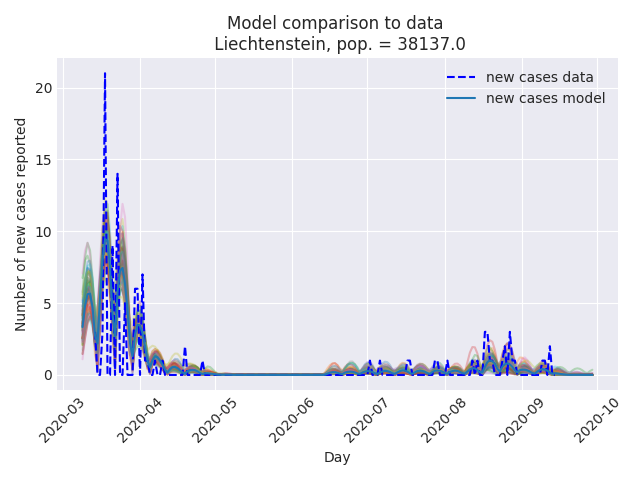 Model comparison to data
Liechtenstein, pop. = 38137.0
new cases data
new cases model
Number of new cases reported
20
15
10
5
0
2020-03
2020-04
2020-05
2020-06
2020-07
2020-08
2020-09
2020-10
Day